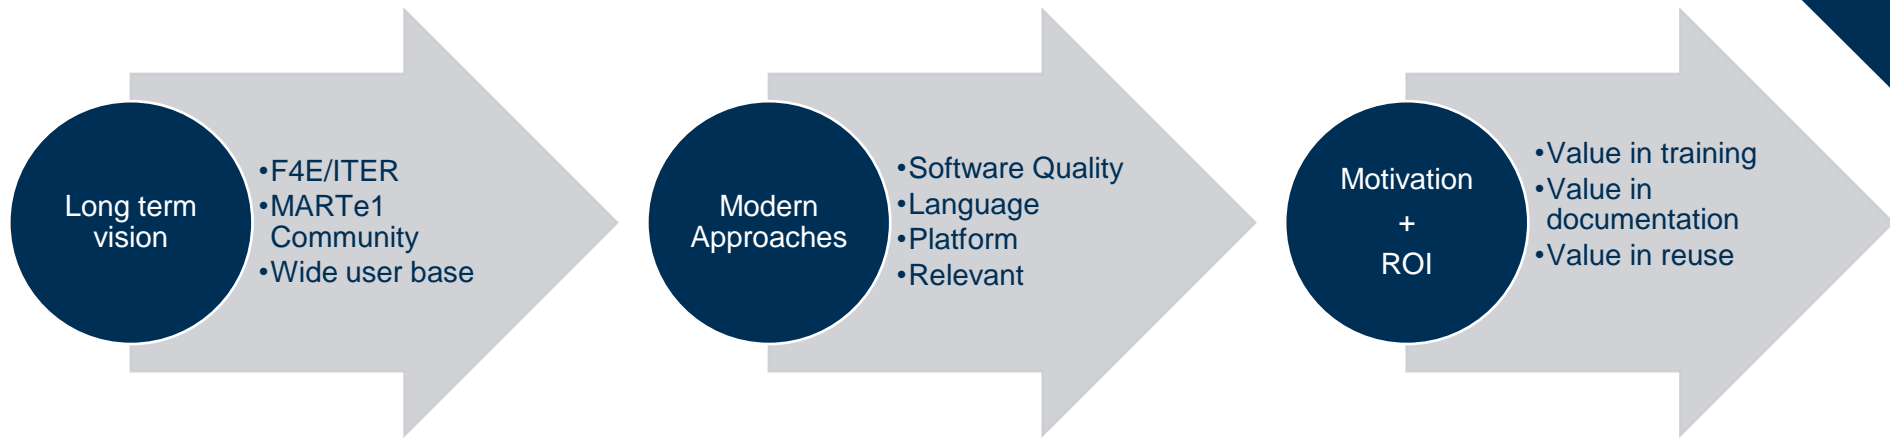 Long term
vision
•F4E/ITER
•MARTe1
Community
•Wide user base
Modern
Approaches
•Software Quality
•Language
•Platform
•Relevant
Motivation
+
ROI
•Value in training
•Value in
documentation
•Value in reuse